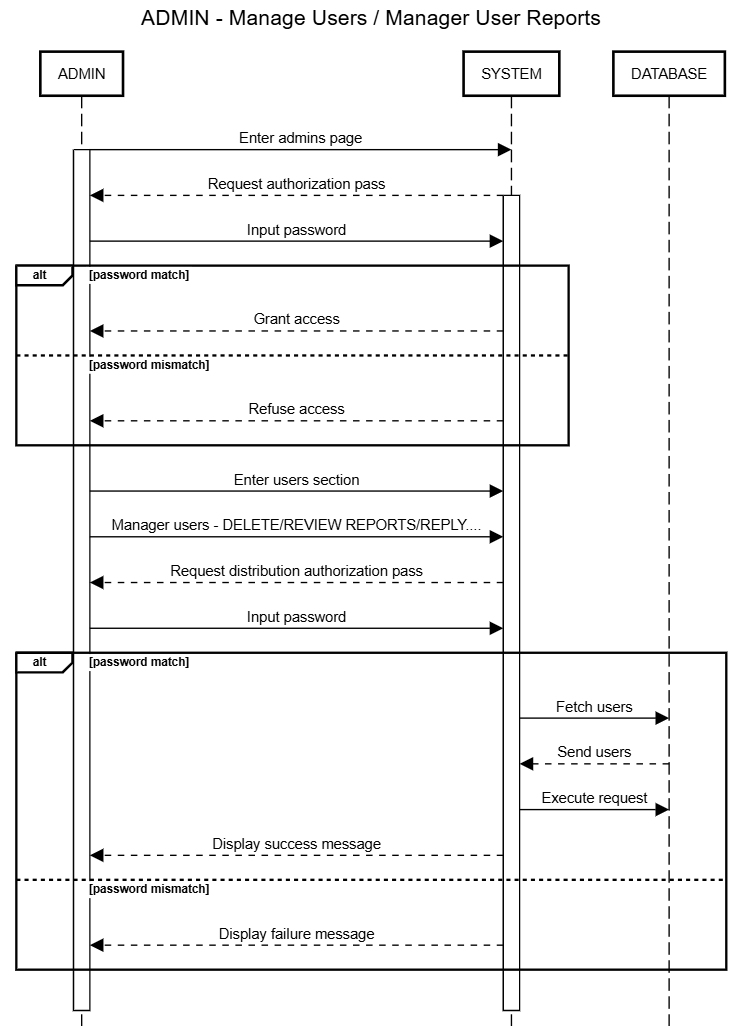 ADMIN - Manage Users / Manager User Reports
ADMIN
SYSTEM
DATABASE
Enter admins page
Request authorization pass
Input password
alt
[password match]
Grant access
[password mismatch]
Refuse access
Enter users section
Manager users - DELETE/REVIEW REPORTS/REPLY....
Request distribution authorization pass
Input password
alt
[password match]
Fetch users
Send users
Execute request
Display success message
[password mismatch]
Display failure message